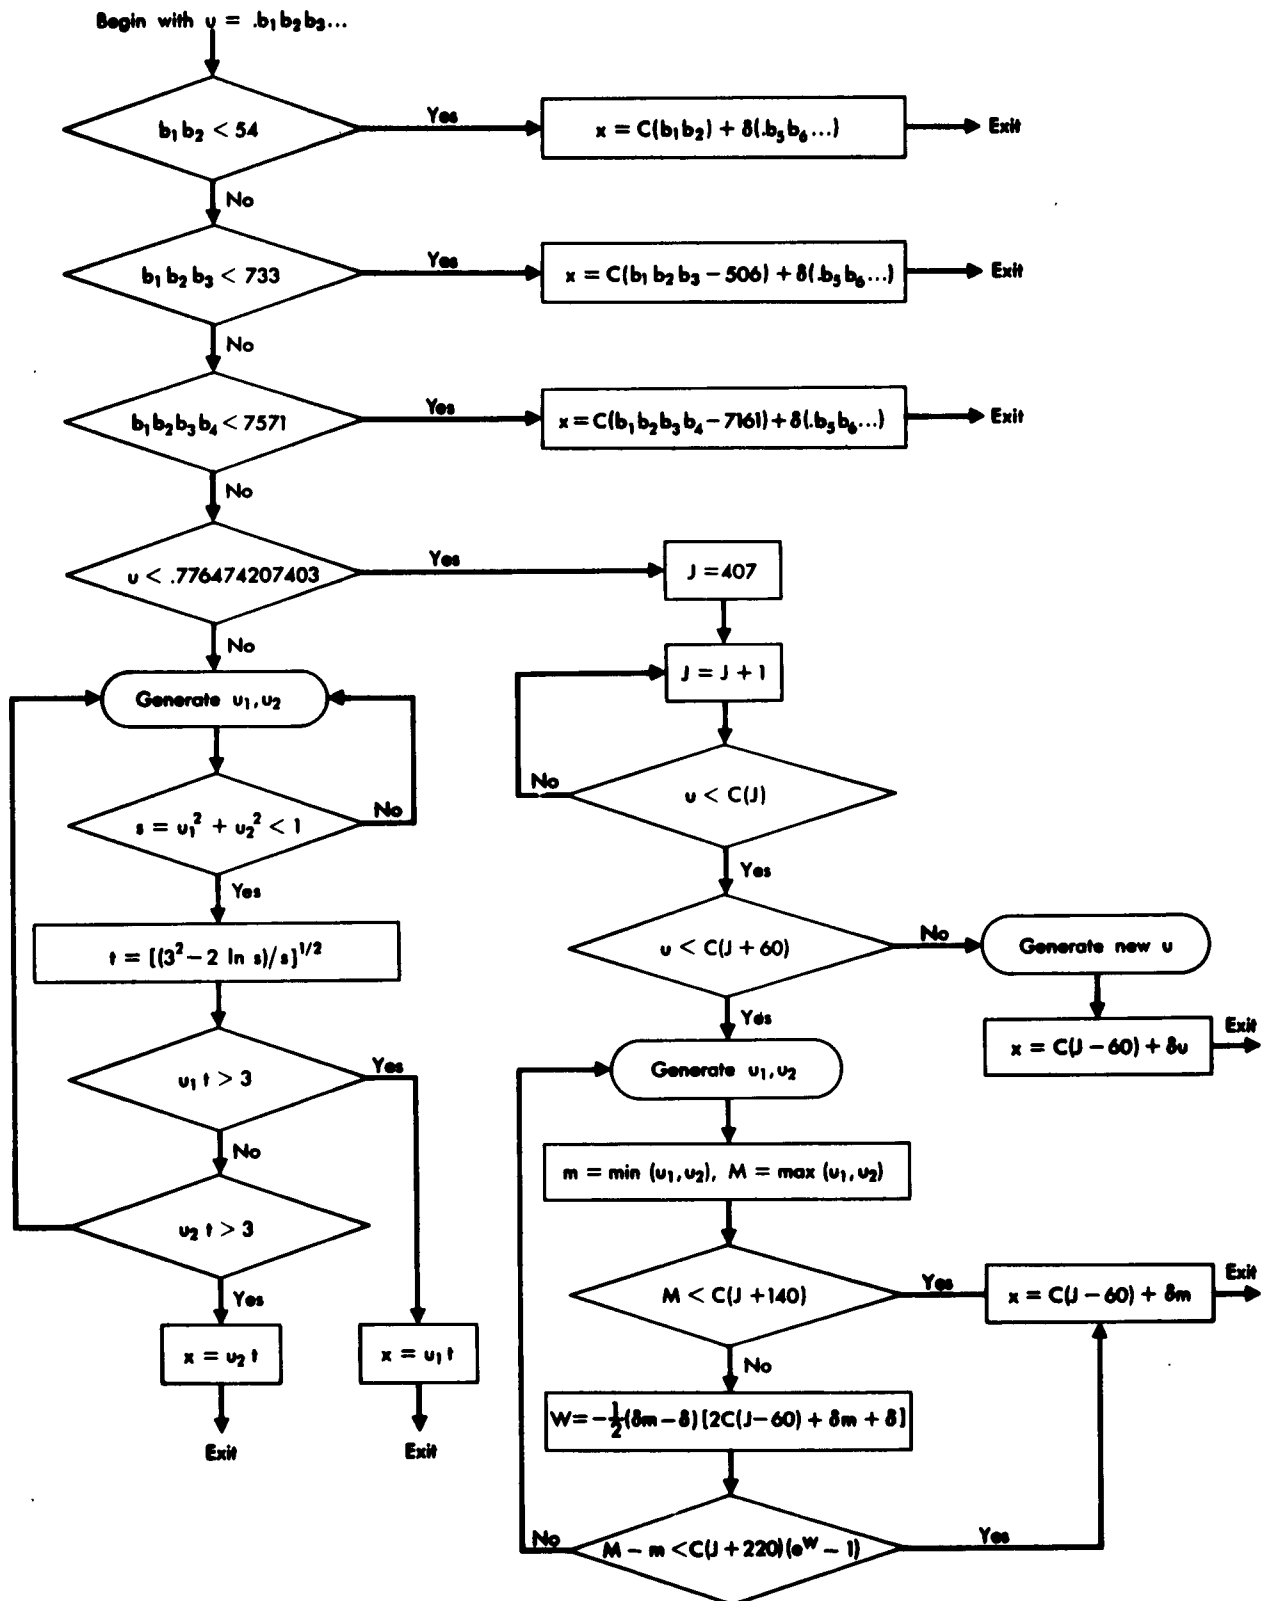 Begin with u = .b₁b₂b₃...
b₁b₂ < 54
Yes
x = C(b₁b₂) + δ(.b₅b₆...)
Exit
No
b₁b₂b₃ < 733
Yes
x = C(b₁b₂b₃ − 506) + δ(.b₅b₆...)
Exit
No
b₁b₂b₃b₄ < 7571
Yes
x = C(b₁b₂b₃b₄ − 7161) + δ(.b₅b₆...)
Exit
No
u < .776474207403
Yes
J = 407
No
J = J + 1
Generate u₁, u₂
No
u < C(J)
s = u₁² + u₂² < 1
No
Yes
Yes
u < C(J + 60)
No
Generate new u
t = [(3² − 2 ln s)/s]^1/2
Yes
x = C(J − 60) + δu
Exit
u₁ t > 3
Yes
Generate u₁, u₂
No
m = min (u₁, u₂), M = max (u₁, u₂)
u₂ t > 3
Yes
M < C(J + 140)
Yes
x = C(J − 60) + δm
Exit
x = u₂ t
x = u₁ t
No
W = −½(δm − δ) [2C(J−60) + δm + δ]
Exit
Exit
No
M − m < C(J + 220) (e^W − 1)
Yes